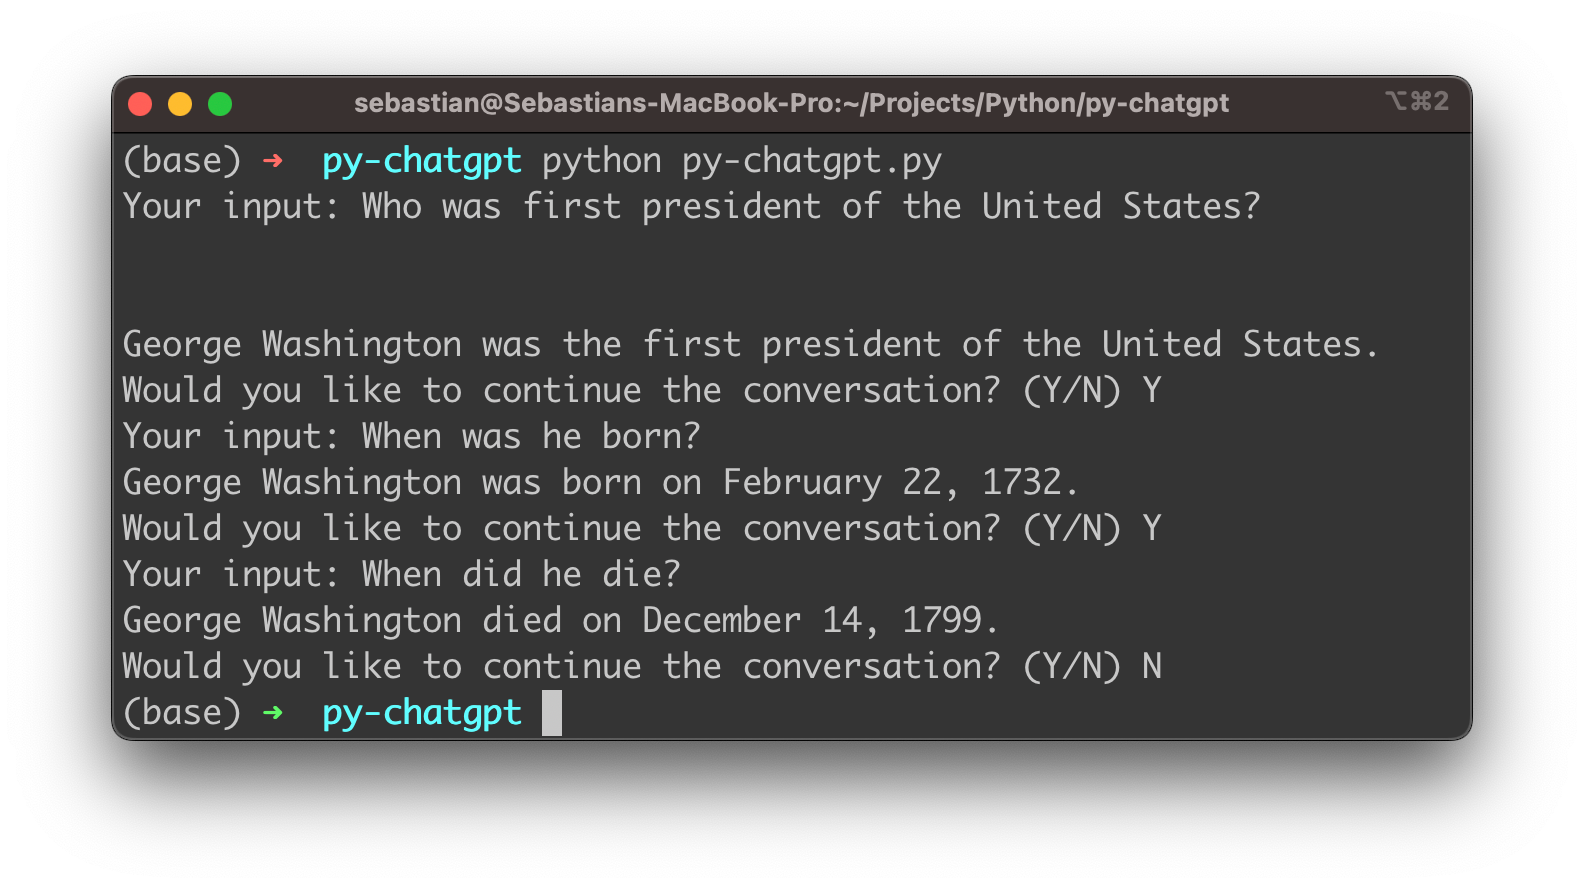 sebastian@Sebastians-MacBook-Pro:~/Projects/Python/py-chatgpt ⌥⌘2
(base) ➜ py-chatgpt python py-chatgpt.py
Your input: Who was first president of the United States?
George Washington was the first president of the United States.
Would you like to continue the conversation? (Y/N) Y
Your input: When was he born?
George Washington was born on February 22, 1732.
Would you like to continue the conversation? (Y/N) Y
Your input: When did he die?
George Washington died on December 14, 1799.
Would you like to continue the conversation? (Y/N) N
(base) ➜ py-chatgpt